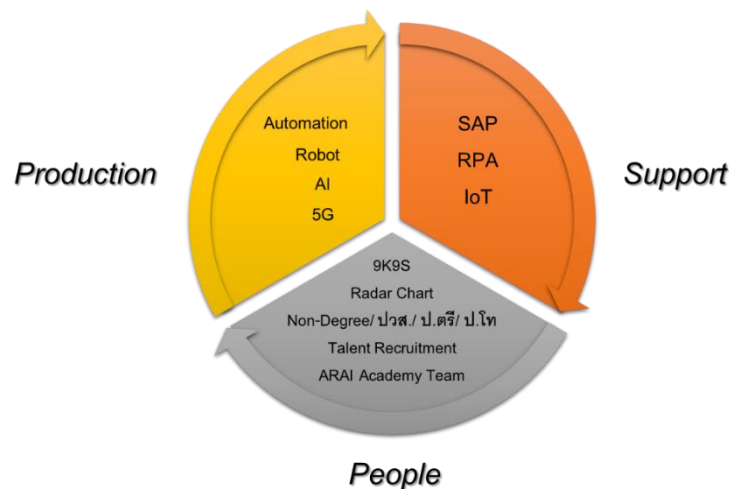 Production
Automation
Robot
AI
5G
SAP
RPA
IoT
Support
9K9S
Radar Chart
Non-Degree/ ปวส./ ป.ตรี/ ป.โท
Talent Recruitment
ARAI Academy Team
People